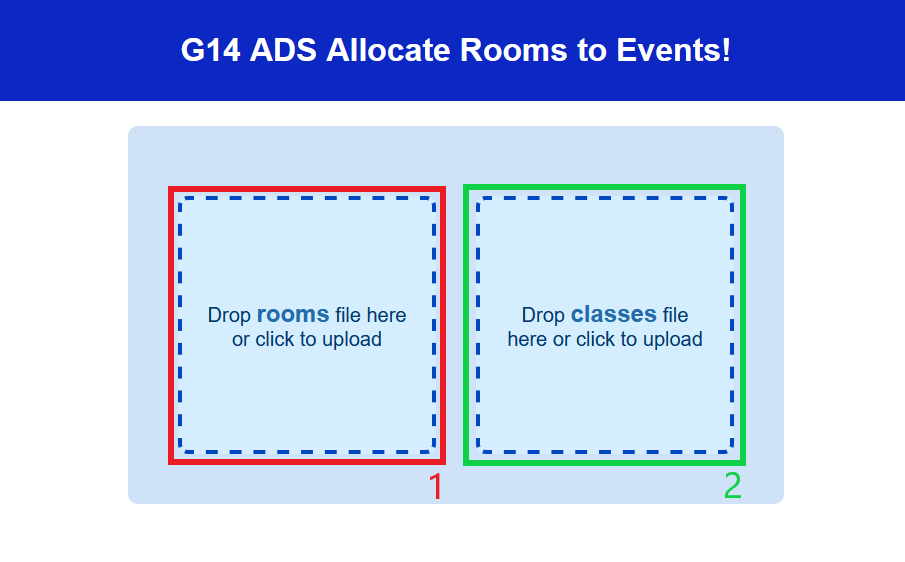 G14 ADS Allocate Rooms to Events!
Drop rooms file here
or click to upload
Drop classes file
here or click to upload
1
2